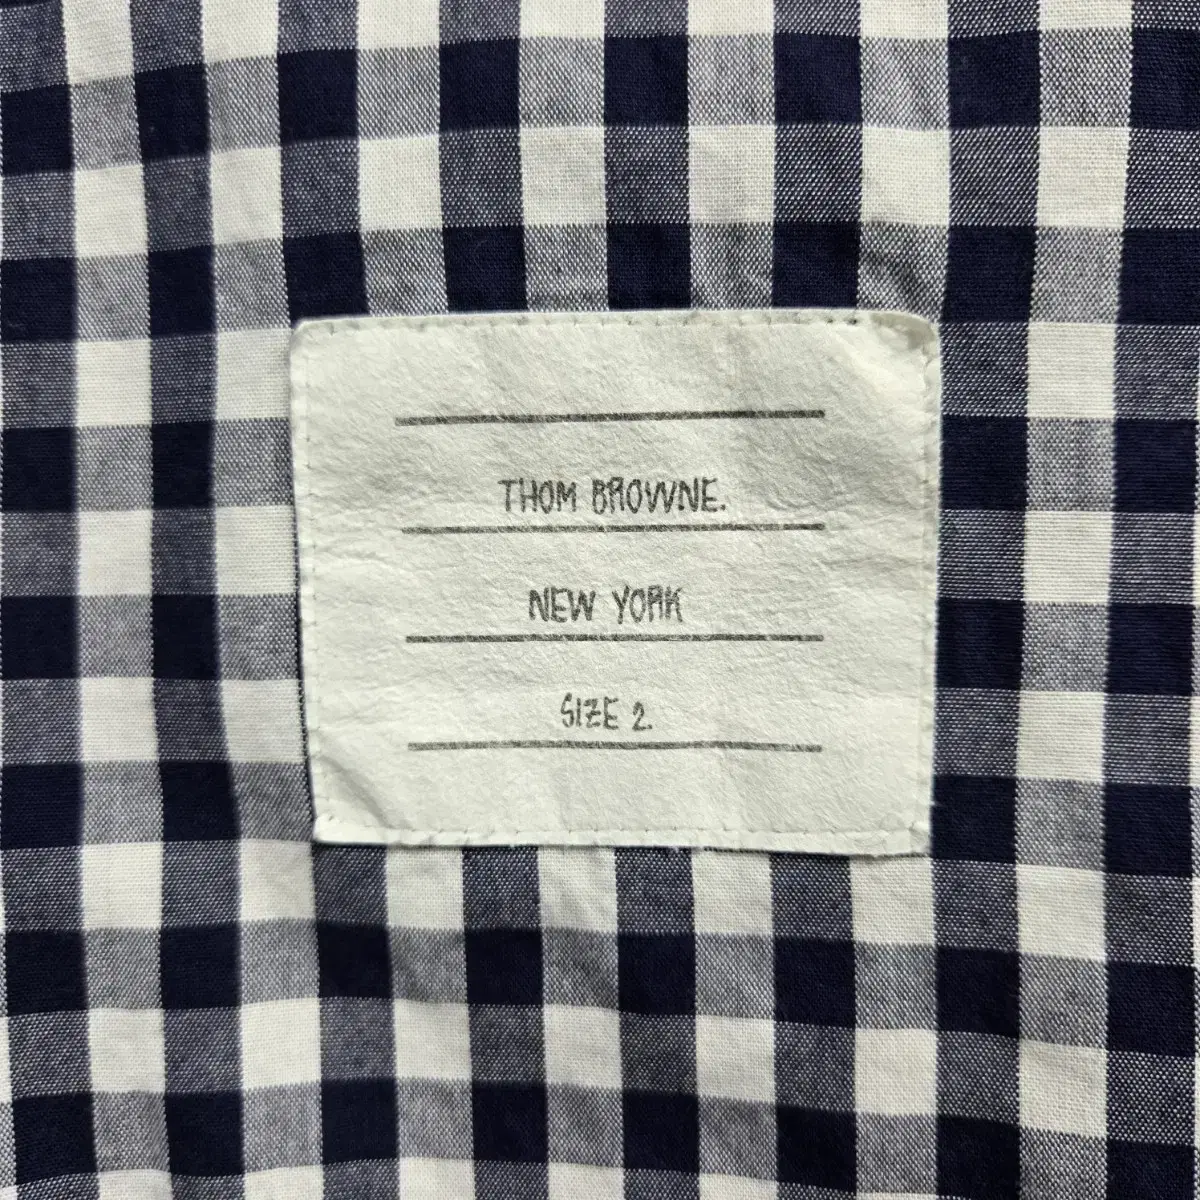 THOM BROWNE.
NEW YORK
SIZE 2.